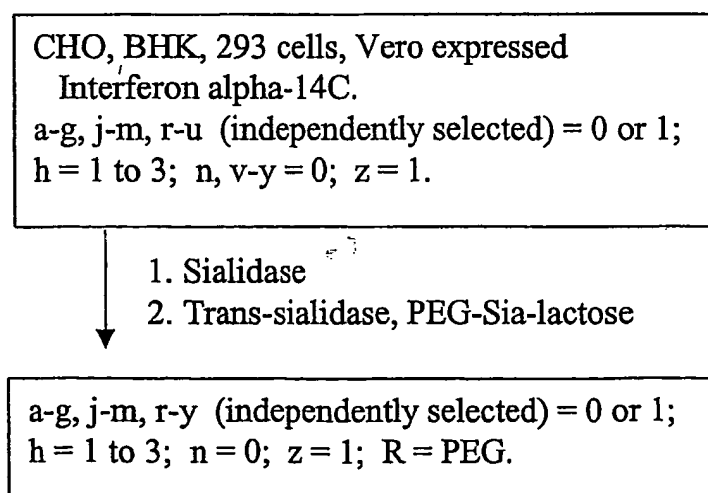 CHO, BHK, 293 cells, Vero expressed
Interferon alpha-14C.
a-g, j-m, r-u (independently selected) = 0 or 1;
h = 1 to 3; n, v-y = 0; z = 1.
1. Sialidase
2. Trans-sialidase, PEG-Sia-lactose
a-g, j-m, r-y (independently selected) = 0 or 1;
h = 1 to 3; n = 0; z = 1; R = PEG.